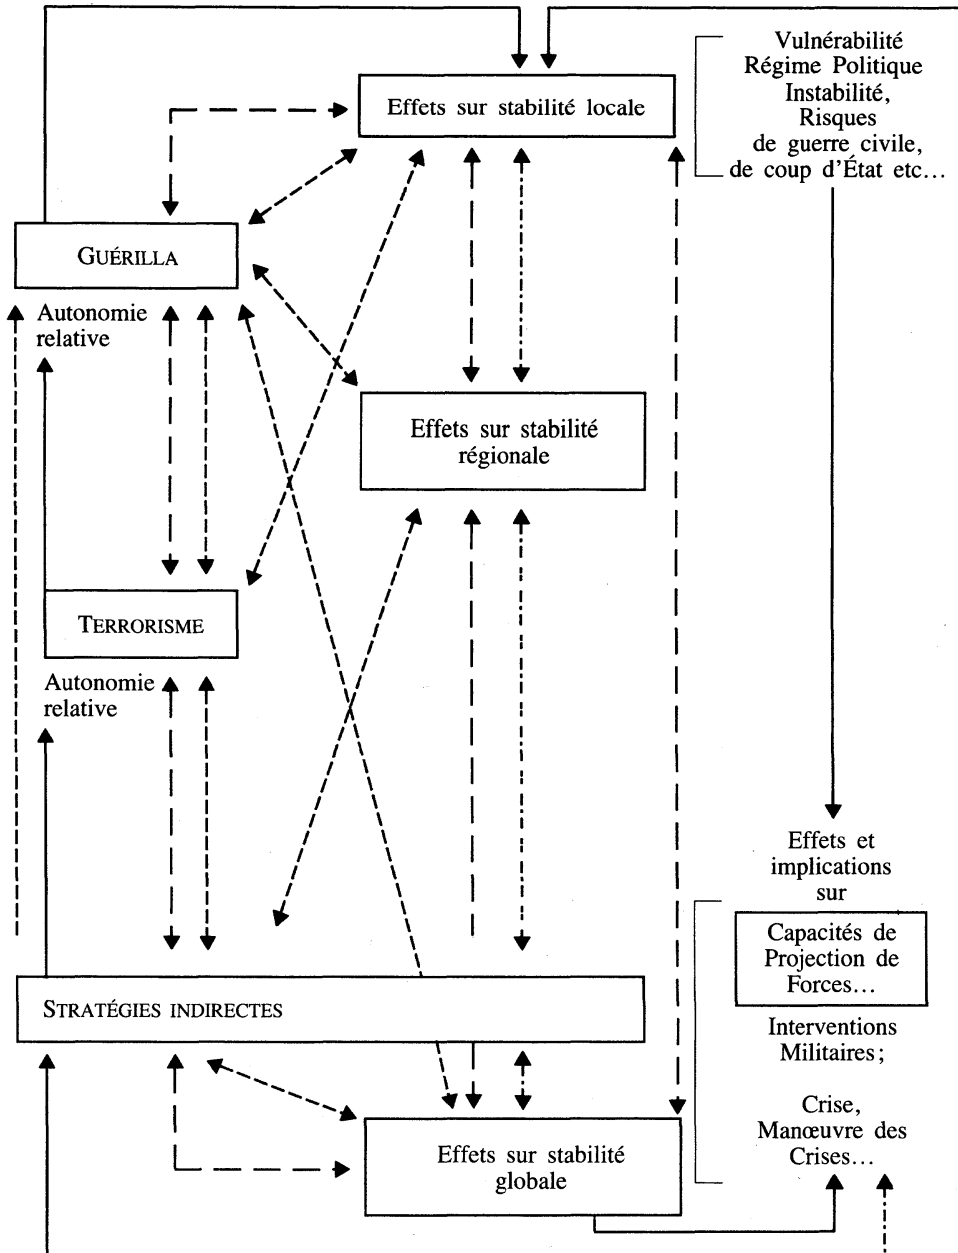 Vulnérabilité
Régime Politique
Instabilité,
Risques
de guerre civile,
de coup d'État etc...
Effets sur stabilité locale
GUÉRILLA
Autonomie
relative
Effets sur stabilité
régionale
TERRORISME
Autonomie
relative
Effets et
implications
sur
Capacités de
Projection de
Forces...
STRATÉGIES INDIRECTES
Interventions
Militaires;
Crise,
Manœuvre des
Crises...
Effets sur stabilité
globale